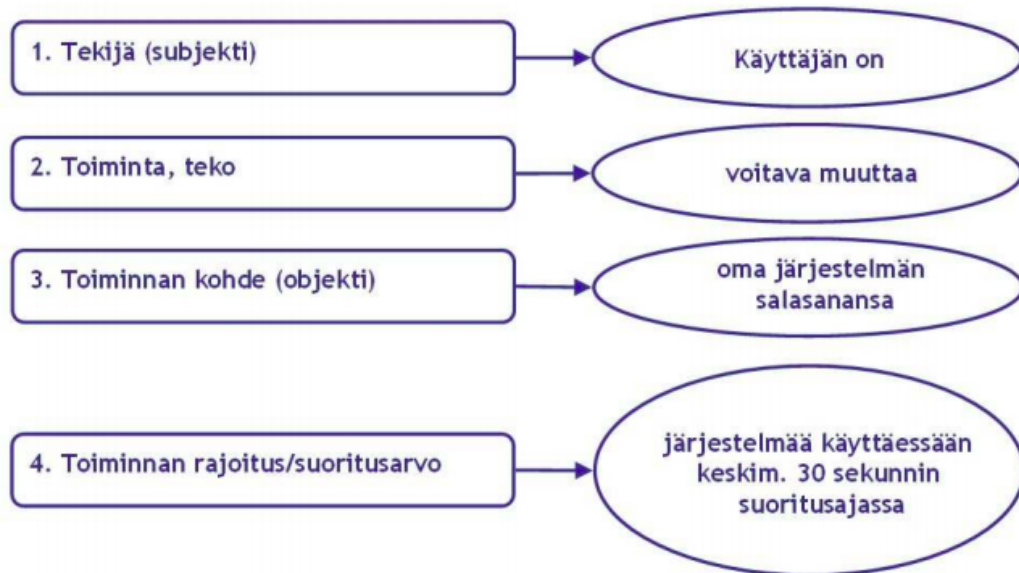 1. Tekijä (subjekti)
Käyttäjän on
2. Toiminta, teko
voitava muuttaa
3. Toiminnan kohde (objekti)
oma järjestelmän
salasanansa
4. Toiminnan rajoitus/suoritusarvo
järjestelmää käyttäessään
keskim. 30 sekunnin
suoritusajassa